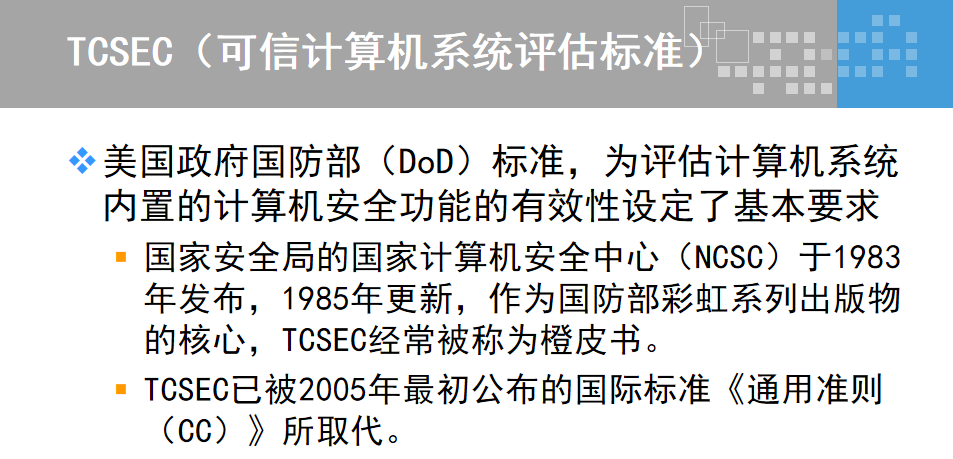 TCSEC（可信计算机系统评估标准）
美国政府国防部（DoD）标准，为评估计算机系统
内置的计算机安全功能的有效性设定了基本要求
国家安全局的国家计算机安全中心（NCSC）于1983
年发布，1985年更新，作为国防部彩虹系列出版物
的核心，TCSEC经常被称为橙皮书。
TCSEC已被2005年最初公布的国际标准《通用准则
（CC）》所取代。